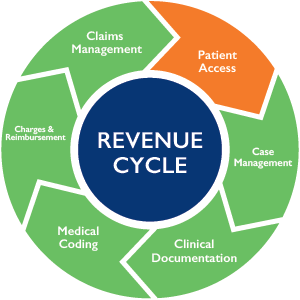 Claims
Management
Patient
Access
Charges &
Reimbursement
REVENUE
CYCLE
Case
Management
Medical
Coding
Clinical
Documentation